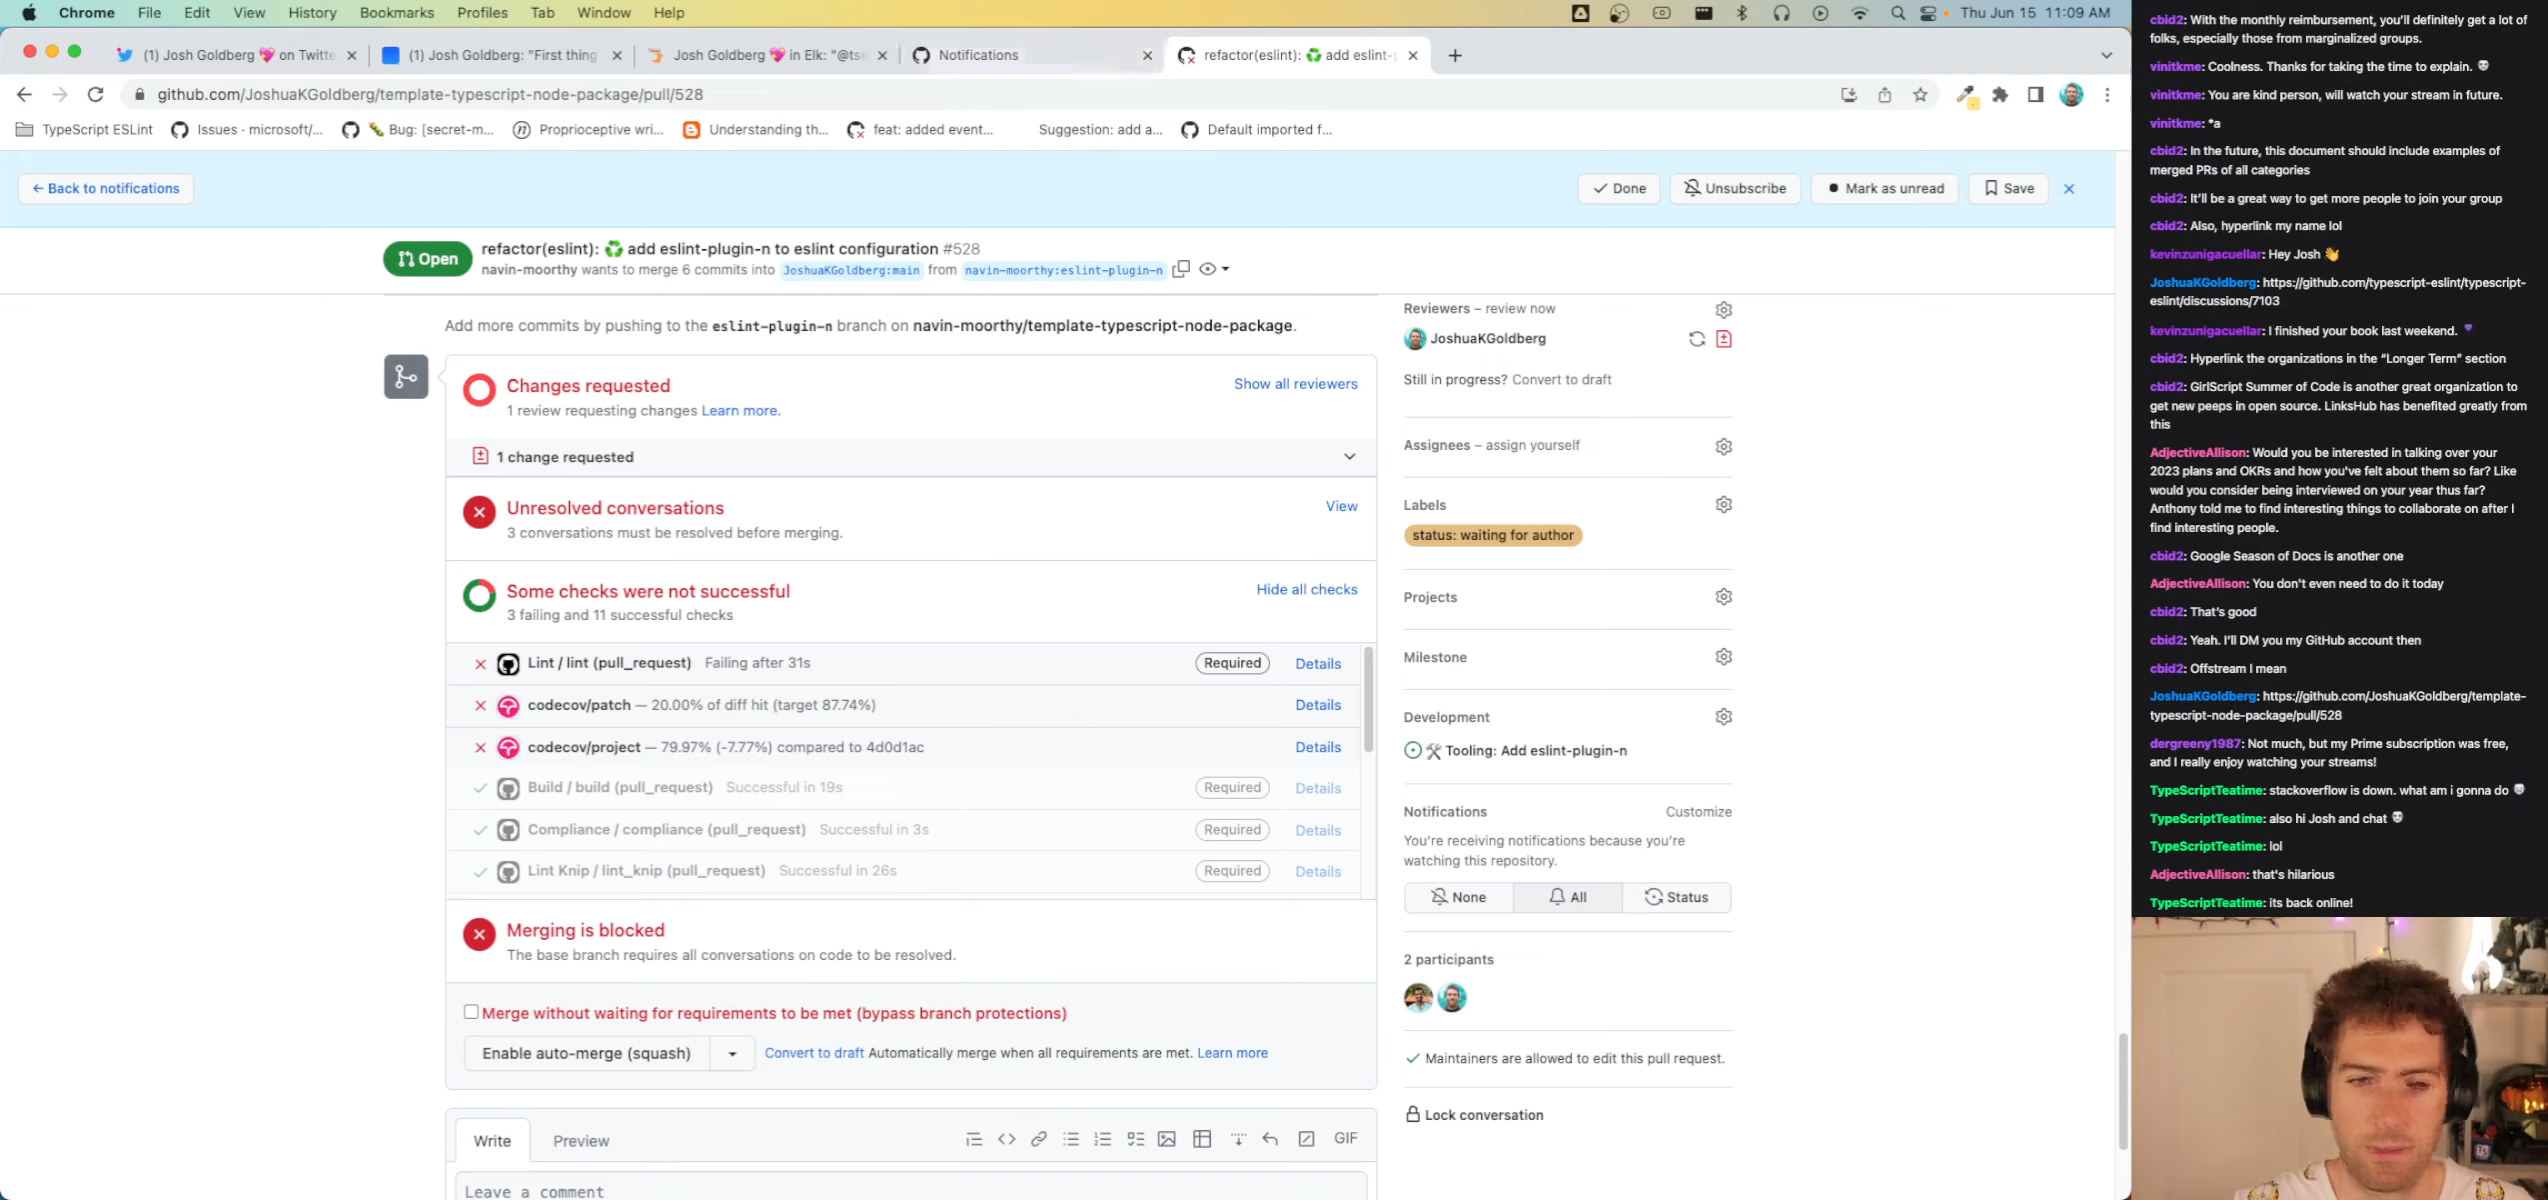 Chrome File Edit View History Bookmarks Profiles Tab Window Help
Thu Jun 15 11:09 AM
(1) Josh Goldberg 💖 on Twitte
(1) Josh Goldberg: "First thing
Josh Goldberg 💖 in Elk: "@tse
Notifications
refactor(eslint): ♻️ add eslint-p
github.com/JoshuaKGoldberg/template-typescript-node-package/pull/528
TypeScript ESLint
Issues · microsoft/...
🐛 Bug: [secret-m...
Proprioceptive wri...
Understanding th...
feat: added event...
Suggestion: add a...
Default imported f...
← Back to notifications
Done
Unsubscribe
Mark as unread
Save
Open
refactor(eslint): ♻️ add eslint-plugin-n to eslint configuration #528
navin-moorthy wants to merge 6 commits into JoshuaKGoldberg:main from navin-moorthy:eslint-plugin-n
Add more commits by pushing to the eslint-plugin-n branch on navin-moorthy/template-typescript-node-package.
Changes requested
Show all reviewers
1 review requesting changes Learn more.
1 change requested
Unresolved conversations
View
3 conversations must be resolved before merging.
Some checks were not successful
Hide all checks
3 failing and 11 successful checks
Lint / lint (pull_request) Failing after 31s Required Details
codecov/patch — 20.00% of diff hit (target 87.74%) Details
codecov/project — 79.97% (-7.77%) compared to 4d0d1ac Details
Build / build (pull_request) Successful in 19s Required Details
Compliance / compliance (pull_request) Successful in 3s Required Details
Lint Knip / lint_knip (pull_request) Successful in 26s Required Details
Merging is blocked
The base branch requires all conversations on code to be resolved.
Merge without waiting for requirements to be met (bypass branch protections)
Enable auto-merge (squash)
Convert to draft Automatically merge when all requirements are met. Learn more
Write
Preview
GIF
Leave a comment
Reviewers – review now
JoshuaKGoldberg
Still in progress? Convert to draft
Assignees – assign yourself
Labels
status: waiting for author
Projects
Milestone
Development
🛠 Tooling: Add eslint-plugin-n
Notifications
Customize
You're receiving notifications because you're
watching this repository.
None
All
Status
2 participants
Maintainers are allowed to edit this pull request.
Lock conversation
cbid2: With the monthly reimbursement, you'll definitely get a lot of
folks, especially those from marginalized groups.
vinitkme: Coolness. Thanks for taking the time to explain.
vinitkme: You are kind person, will watch your stream in future.
vinitkme: *a
cbid2: In the future, this document should include examples of
merged PRs of all categories
cbid2: It'll be a great way to get more people to join your group
cbid2: Also, hyperlink my name lol
kevinzunigacuellar: Hey Josh 👋
JoshuaKGoldberg: https://github.com/typescript-eslint/typescript-
eslint/discussions/7103
kevinzunigacuellar: I finished your book last weekend. 💜
cbid2: Hyperlink the organizations in the "Longer Term" section
cbid2: GirlScript Summer of Code is another great organization to
get new peeps in open source. LinksHub has benefited greatly from
this
AdjectiveAllison: Would you be interested in talking over your
2023 plans and OKRs and how you've felt about them so far? Like
would you consider being interviewed on your year thus far?
Anthony told me to find interesting things to collaborate on after I
find interesting people.
cbid2: Google Season of Docs is another one
AdjectiveAllison: You don't even need to do it today
cbid2: That's good
cbid2: Yeah. I'll DM you my GitHub account then
cbid2: Offstream I mean
JoshuaKGoldberg: https://github.com/JoshuaKGoldberg/template-
typescript-node-package/pull/528
dergreeny1987: Not much, but my Prime subscription was free,
and I really enjoy watching your streams!
TypeScriptTeatime: stackoverflow is down. what am i gonna do
TypeScriptTeatime: also hi Josh and chat
TypeScriptTeatime: lol
AdjectiveAllison: that's hilarious
TypeScriptTeatime: its back online!